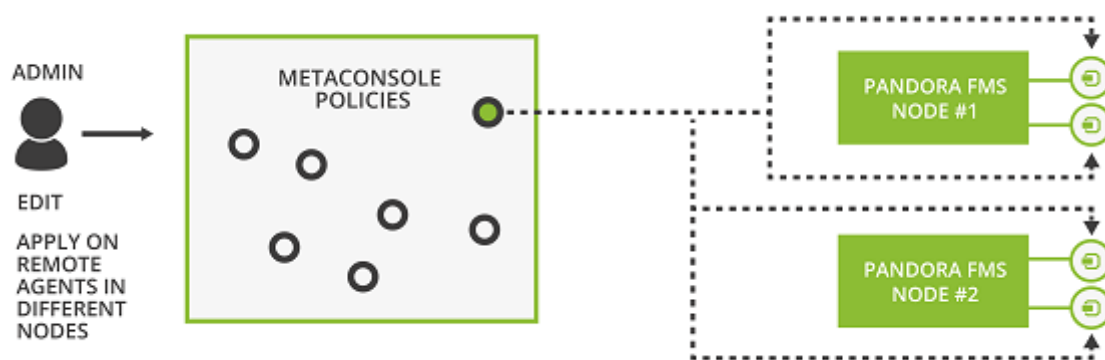 ADMIN
EDIT
APPLY ON
REMOTE
AGENTS IN
DIFFERENT
NODES
METACONSOLE
POLICIES
PANDORA FMS
NODE #1
PANDORA FMS
NODE #2